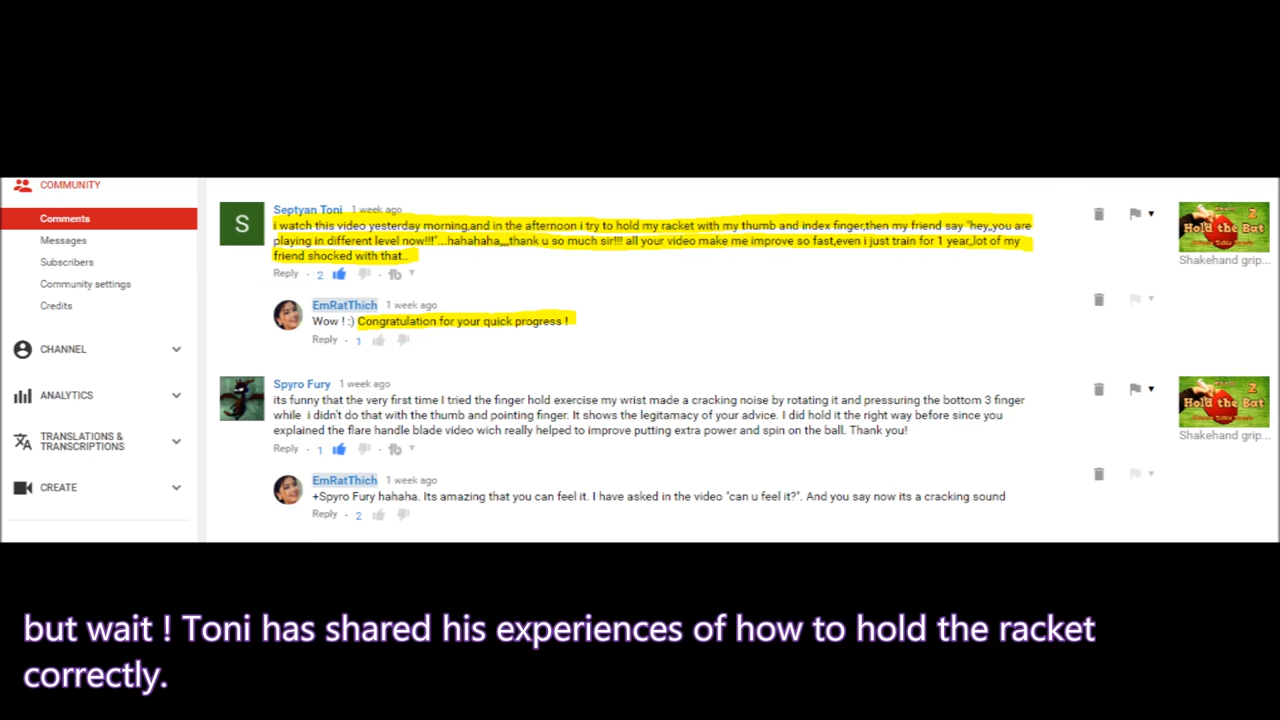 COMMUNITY
Comments
Messages
Subscribers
Community settings
Credits
CHANNEL
ANALYTICS
TRANSLATIONS &
TRANSCRIPTIONS
CREATE
S
Septyan Toni 1 week ago
i watch this video yesterday morning,and in the afternoon i try to hold my racket with my thumb and index finger,then my friend say "hey,,you are
playing in different level now!!!"...hahahaha,,,,thank u so much sir!!! all your video make me improve so fast,even i just train for 1 year,,lot of my
friend shocked with that..
Reply · 2
EmRatThich 1 week ago
Wow ! :) Congratulation for your quick progress !
Reply · 1
Spyro Fury 1 week ago
its funny that the very first time I tried the finger hold exercise my wrist made a cracking noise by rotating it and pressuring the bottom 3 finger
while i didn't do that with the thumb and pointing finger. It shows the legitamacy of your advice. I did hold it the right way before since you
explained the flare handle blade video wich really helped to improve putting extra power and spin on the ball. Thank you!
Reply · 1
EmRatThich 1 week ago
+Spyro Fury hahaha. Its amazing that you can feel it. I have asked in the video "can u feel it?". And you say now its a cracking sound
Reply · 2
2
Hold the Bat
Shakehand grip...
2
Hold the Bat
Shakehand grip...
but wait ! Toni has shared his experiences of how to hold the racket
correctly.